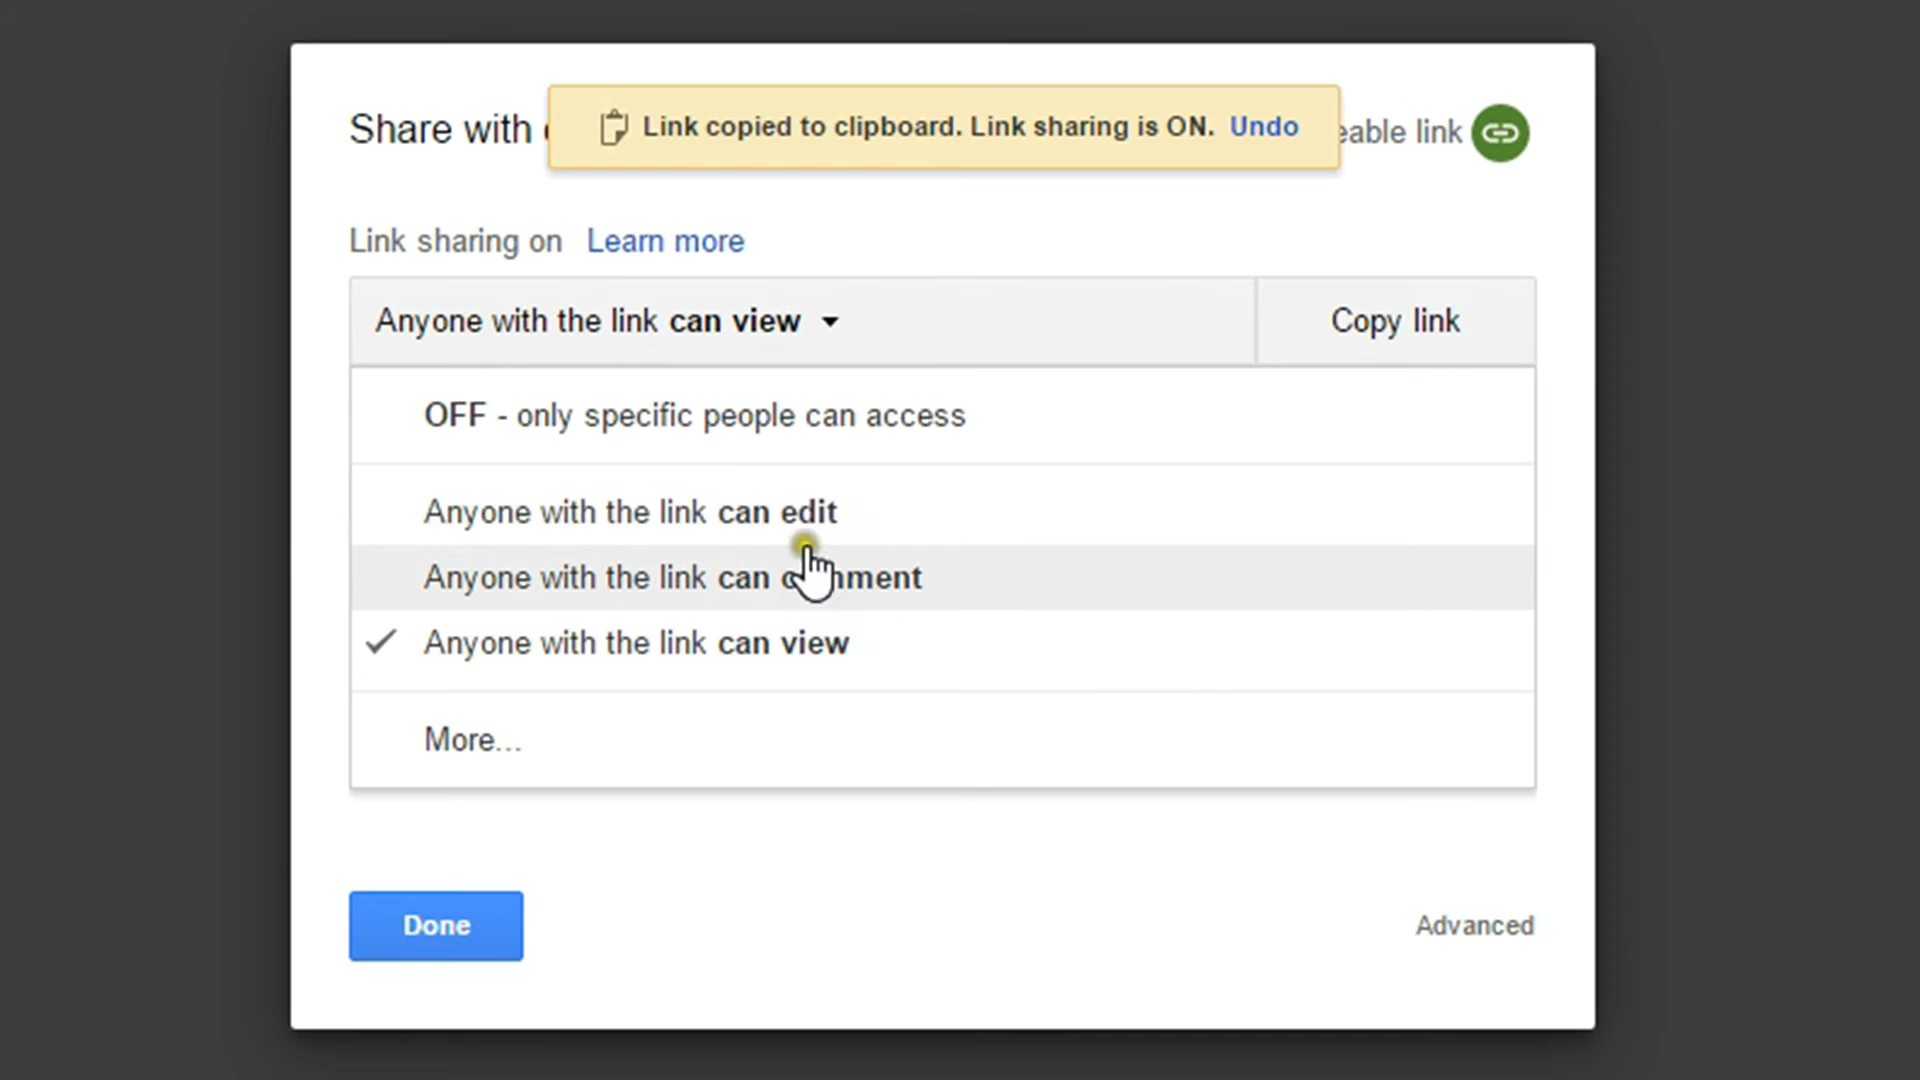 Share with
Link copied to clipboard. Link sharing is ON. Undo
link
Link sharing on Learn more
Anyone with the link can view
Copy link
OFF - only specific people can access
Anyone with the link can edit
Anyone with the link can comment
Anyone with the link can view
More...
Done
Advanced